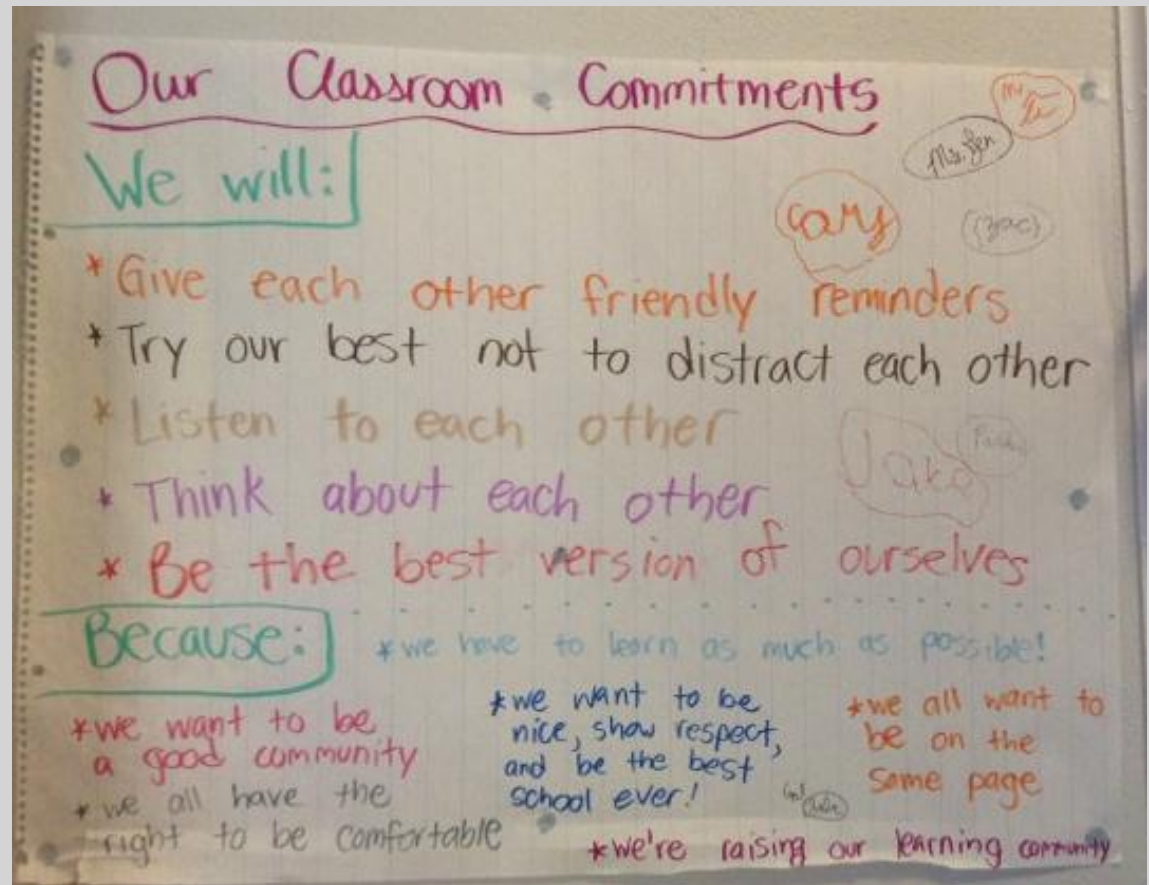 Our Classroom Commitments
We will:
Ms. Jen
Cary
(Zac)
*Give each other friendly reminders
*Try our best not to distract each other
*Listen to each other
Jake
*Think about each other
*Be the best version of ourselves
Because:
*we have to learn as much as possible!
*we want to be
a good community
*we all have the
right to be comfortable
*we want to be
nice, show respect,
and be the best
school ever!
*we all want to
be on the
same page
*we're raising our learning community